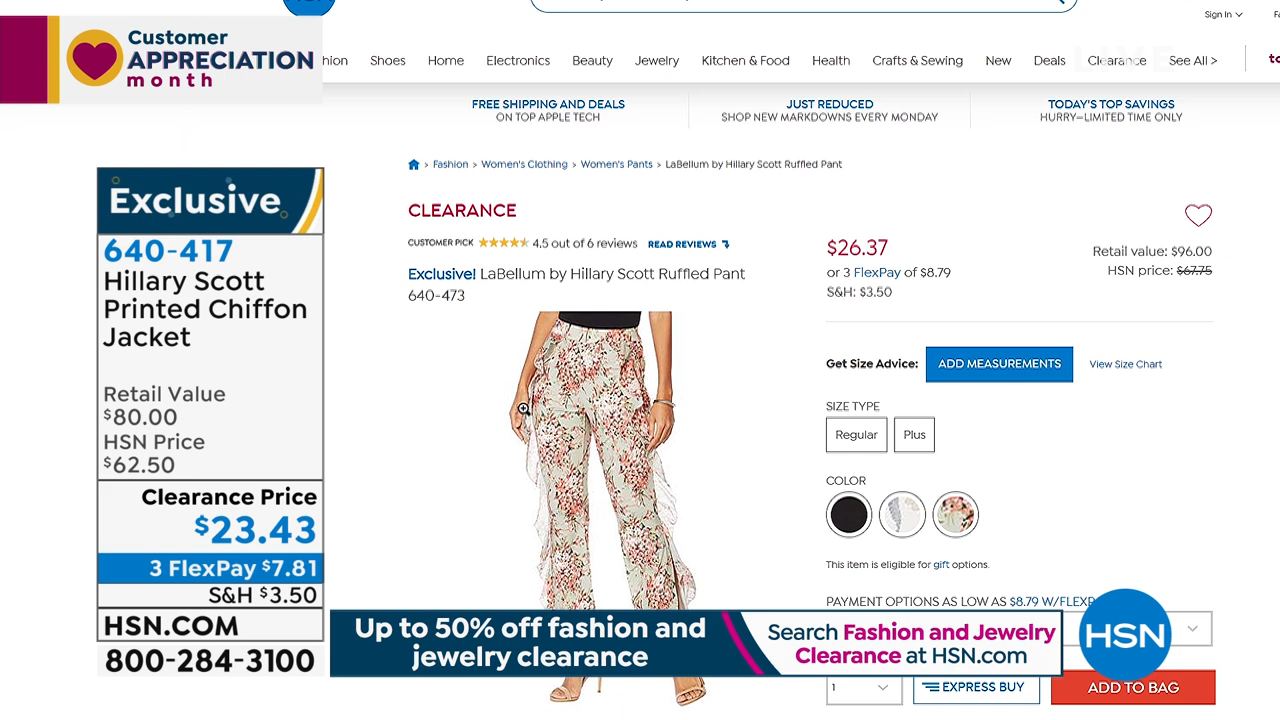 HSN
Customer
APPRECIATION
month
Sign In
hion
Shoes
Home
Electronics
Beauty
Jewelry
Kitchen & Food
Health
Crafts & Sewing
New
Deals
Clearance
See All >
FREE SHIPPING AND DEALS
ON TOP APPLE TECH
JUST REDUCED
SHOP NEW MARKDOWNS EVERY MONDAY
TODAY'S TOP SAVINGS
HURRY—LIMITED TIME ONLY
> Fashion > Women's Clothing > Women's Pants > LaBellum by Hillary Scott Ruffled Pant
Exclusive
640-417
Hillary Scott
Printed Chiffon
Jacket
Retail Value
$80.00
HSN Price
$62.50
Clearance Price
$23.43
3 FlexPay $7.81
S&H $3.50
HSN.COM
800-284-3100
CLEARANCE
CUSTOMER PICK 4.5 out of 6 reviews READ REVIEWS
Exclusive! LaBellum by Hillary Scott Ruffled Pant
640-473
$26.37
or 3 FlexPay of $8.79
S&H: $3.50
Retail value: $96.00
HSN price: $67.75
Get Size Advice: ADD MEASUREMENTS View Size Chart
SIZE TYPE
Regular Plus
COLOR
This item is eligible for gift options.
PAYMENT OPTIONS AS LOW AS $8.79 W/FLEXP
1
EXPRESS BUY
ADD TO BAG
Up to 50% off fashion and
jewelry clearance
Search Fashion and Jewelry
Clearance at HSN.com
HSN